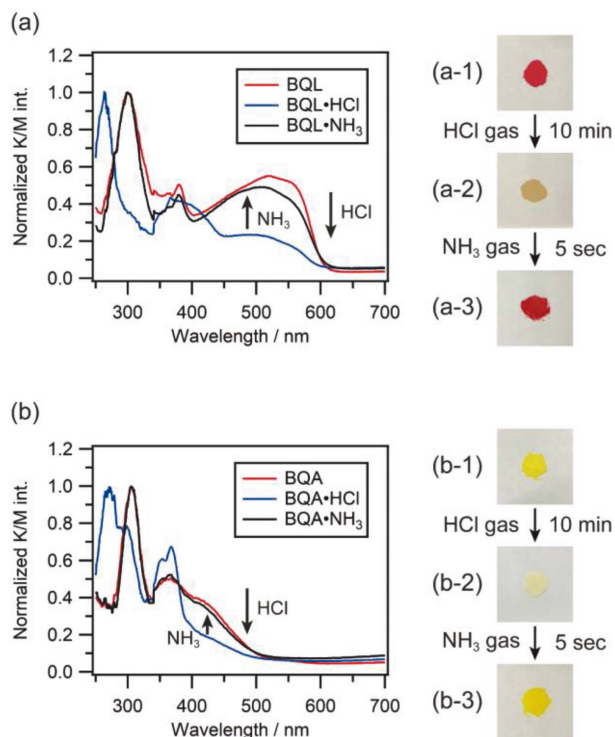 (a)
Normalized K/M int.
1.2
1.0
0.8
0.6
0.4
0.2
0.0
BQL
BQL•HCl
BQL•NH₃
NH₃
HCl
300 400 500 600 700
Wavelength / nm
(a-1)
HCl gas 10 min
(a-2)
NH₃ gas 5 sec
(a-3)
(b)
Normalized K/M int.
1.2
1.0
0.8
0.6
0.4
0.2
0.0
BQA
BQA•HCl
BQA•NH₃
HCl
NH₃
300 400 500 600 700
Wavelength / nm
(b-1)
HCl gas 10 min
(b-2)
NH₃ gas 5 sec
(b-3)